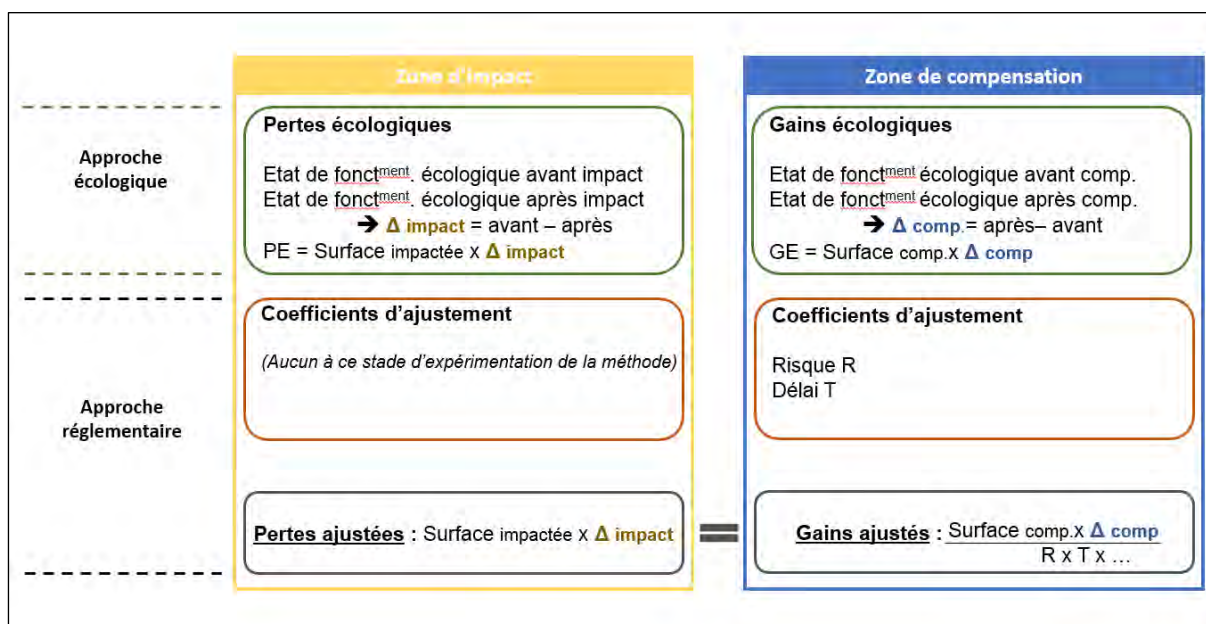 Zone d'impact
Zone de compensation
Approche
écologique
Pertes écologiques
Etat de fonctment. écologique avant impact
Etat de fonctment. écologique après impact
➔ Δ impact = avant – après
PE = Surface impactée x Δ impact
Gains écologiques
Etat de fonctment écologique avant comp.
Etat de fonctment écologique après comp.
➔ Δ comp.= après– avant
GE = Surface comp.x Δ comp
Approche
réglementaire
Coefficients d'ajustement
(Aucun à ce stade d'expérimentation de la méthode)
Coefficients d'ajustement
Risque R
Délai T
Pertes ajustées : Surface impactée x Δ impact
=
Gains ajustés : Surface comp.x Δ comp
R x T x …